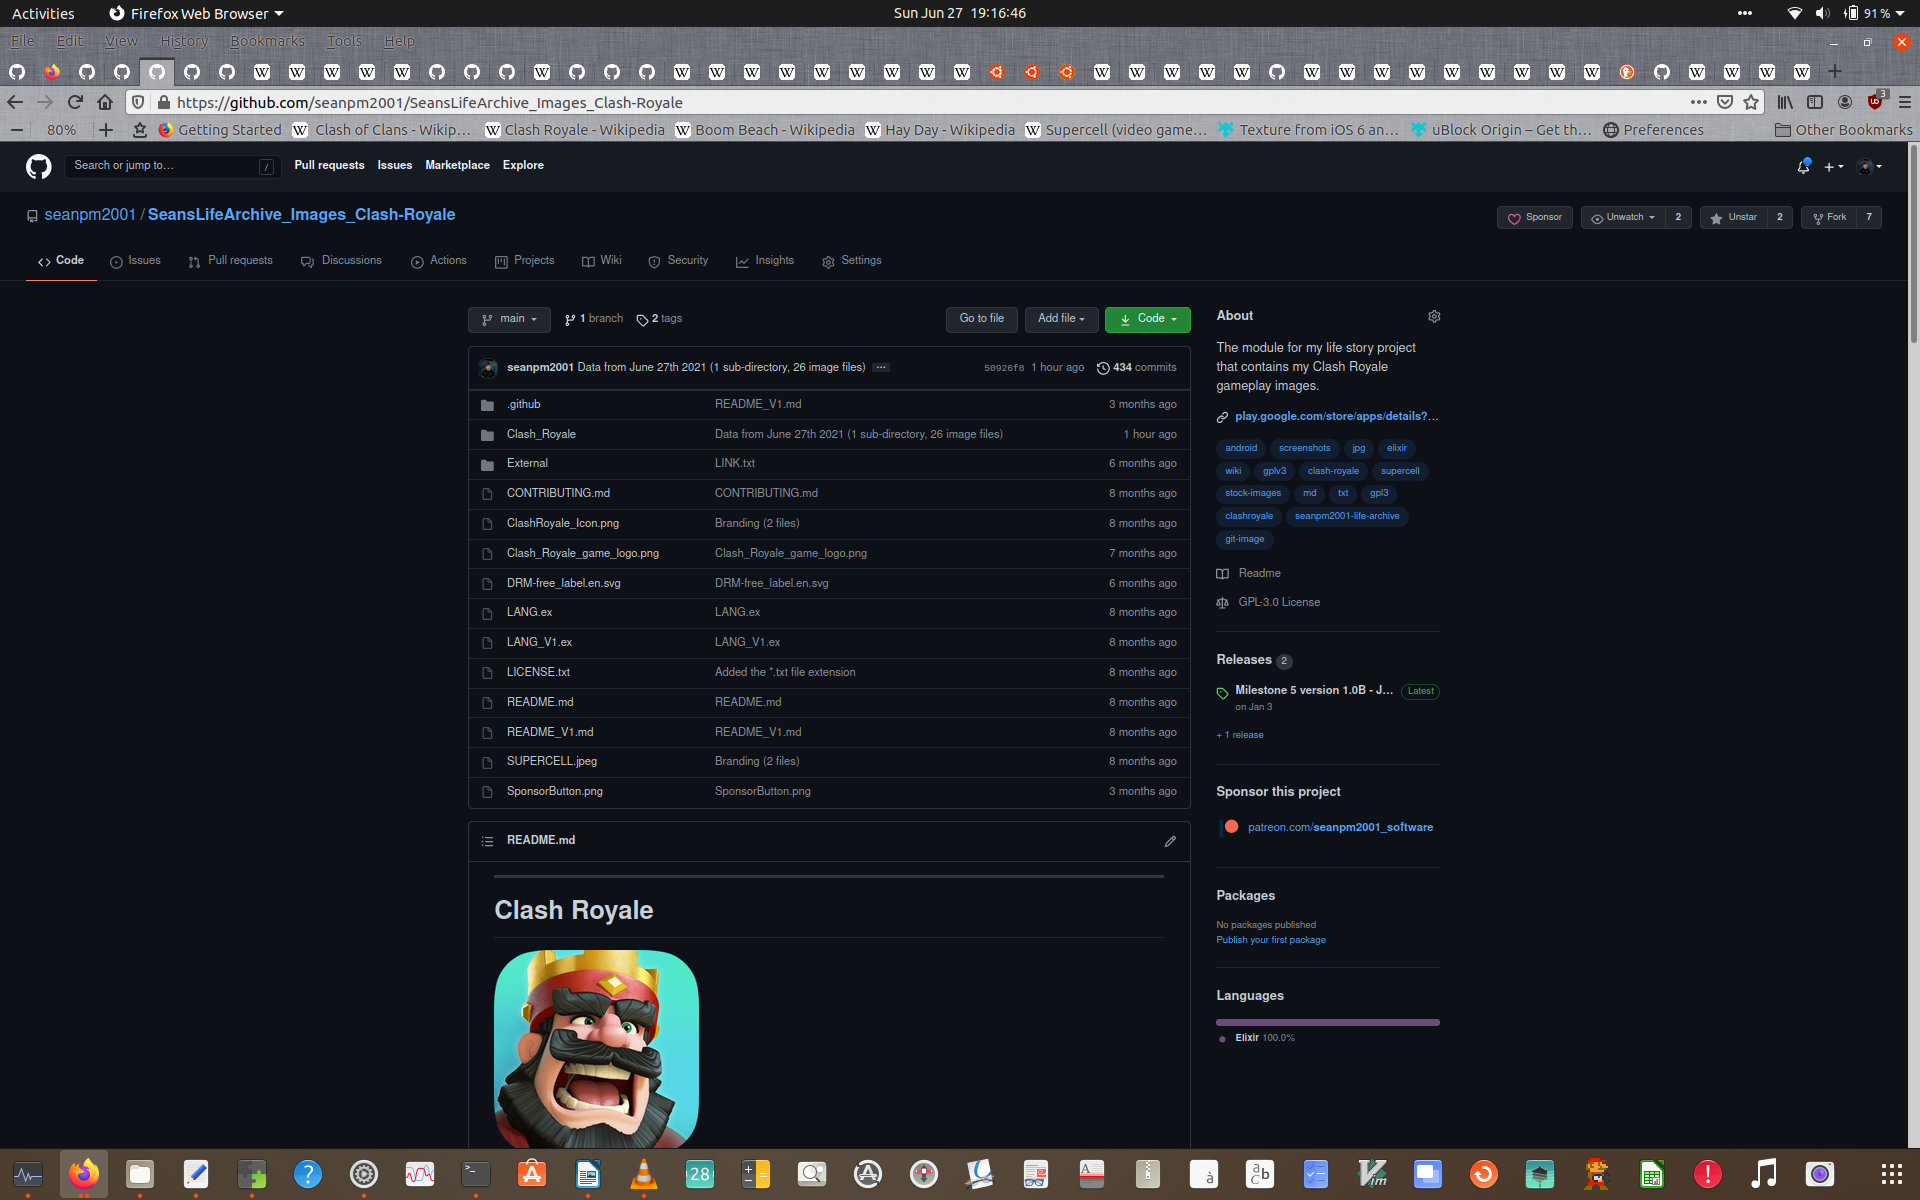 Activities
Firefox Web Browser
Sun Jun 27 19:16:46
91 %
File Edit View History Bookmarks Tools Help
https://github.com/seanpm2001/SeansLifeArchive_Images_Clash-Royale
3
80%
Getting Started
Clash of Clans - Wikip…
Clash Royale - Wikipedia
Boom Beach - Wikipedia
Hay Day - Wikipedia
Supercell (video game…
Texture from iOS 6 an…
uBlock Origin – Get th…
Preferences
Other Bookmarks
Search or jump to…
/
Pull requests Issues Marketplace Explore
seanpm2001 / SeansLifeArchive_Images_Clash-Royale
Sponsor
Unwatch 2
Unstar 2
Fork 7
Code
Issues
Pull requests
Discussions
Actions
Projects
Wiki
Security
Insights
Settings
main
1 branch
2 tags
Go to file
Add file
Code
seanpm2001 Data from June 27th 2021 (1 sub-directory, 26 image files) ...
50926f8 1 hour ago
434 commits
.github README_V1.md 3 months ago
Clash_Royale Data from June 27th 2021 (1 sub-directory, 26 image files) 1 hour ago
External LINK.txt 6 months ago
CONTRIBUTING.md CONTRIBUTING.md 8 months ago
ClashRoyale_Icon.png Branding (2 files) 8 months ago
Clash_Royale_game_logo.png Clash_Royale_game_logo.png 7 months ago
DRM-free_label.en.svg DRM-free_label.en.svg 6 months ago
LANG.ex LANG.ex 8 months ago
LANG_V1.ex LANG_V1.ex 8 months ago
LICENSE.txt Added the *.txt file extension 8 months ago
README.md README.md 8 months ago
README_V1.md README_V1.md 8 months ago
SUPERCELL.jpeg Branding (2 files) 8 months ago
SponsorButton.png SponsorButton.png 3 months ago
README.md
Clash Royale
About
The module for my life story project
that contains my Clash Royale
gameplay images.
play.google.com/store/apps/details?…
android screenshots jpg elixir
wiki gplv3 clash-royale supercell
stock-images md txt gpl3
clashroyale seanpm2001-life-archive
git-image
Readme
GPL-3.0 License
Releases 2
Milestone 5 version 1.0B - J… Latest
on Jan 3
+ 1 release
Sponsor this project
patreon.com/seanpm2001_software
Packages
No packages published
Publish your first package
Languages
Elixir 100.0%
28